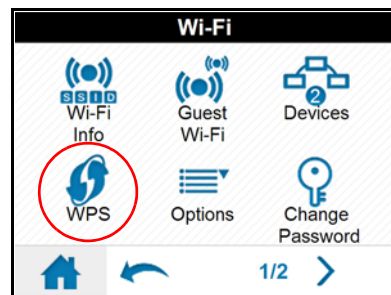 Wi-Fi
SSID
Wi-Fi
Info
Guest
Wi-Fi
2
Devices
WPS
Options
Change
Password
1/2